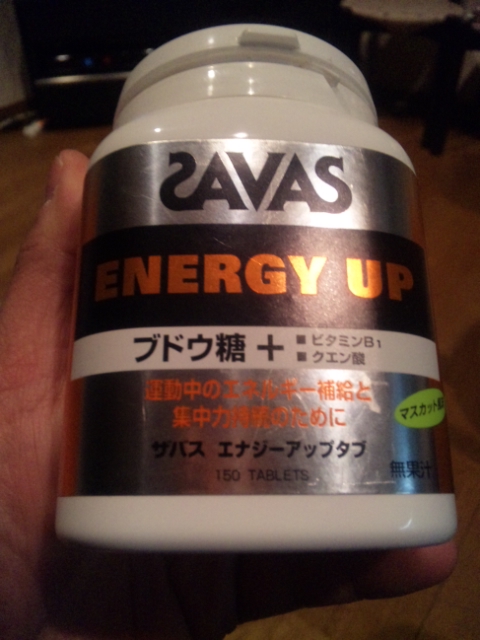 SAVAS
ENERGY UP
ブドウ糖 +
■ ビタミンB1
■ クエン酸
運動中のエネルギー補給と
集中力持続のために
マスカット
ザバス エナジーアップタブ
無果汁
150 TABLETS